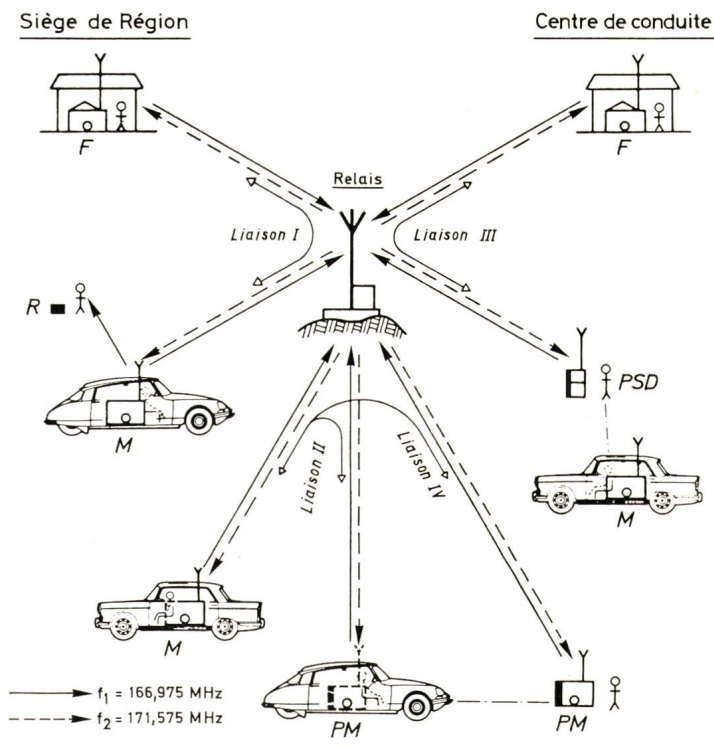 Siège de Région
Centre de conduite
F
F
Relais
Liaison I
Liaison III
R
PSD
M
M
Liaison II
Liaison IV
M
f₁ = 166,975 MHz
f₂ = 171,575 MHz
PM
PM